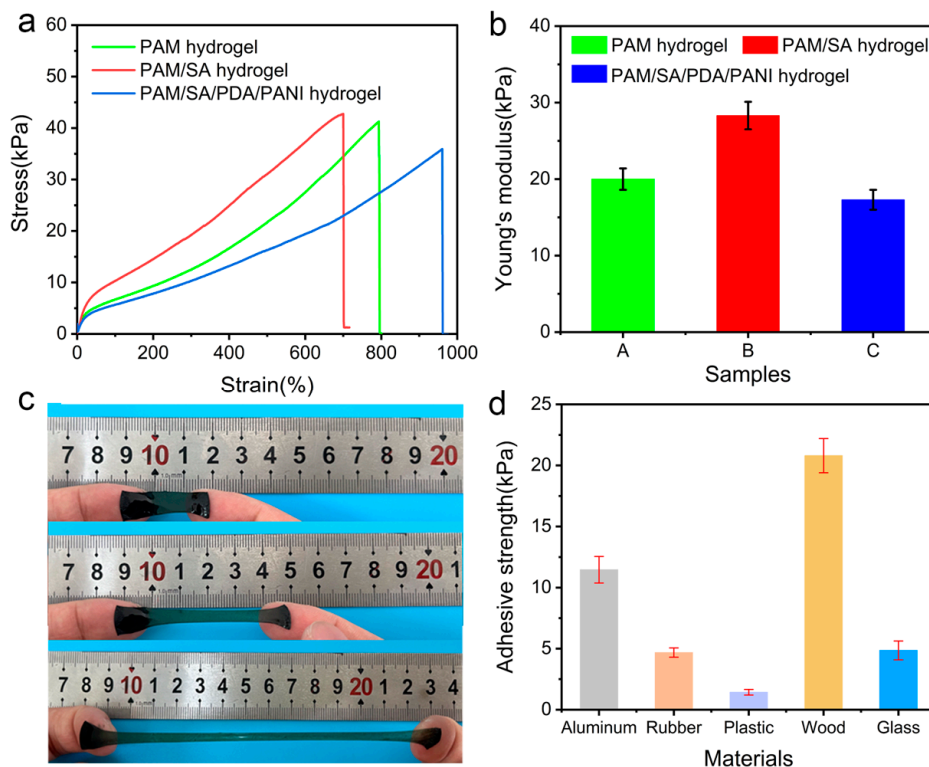 a
60
50
40
30
20
10
0
Stress(kPa)
PAM hydrogel
PAM/SA hydrogel
PAM/SA/PDA/PANI hydrogel
0 200 400 600 800 1000
Strain(%)
b
40
30
20
10
0
Young's modulus(kPa)
PAM hydrogel PAM/SA hydrogel
PAM/SA/PDA/PANI hydrogel
A B C
Samples
c
7 8 9 10 1 2 3 4 5 6 7 8 9 20
1.0mm
7 8 9 10 1 2 3 4 5 6 7 8 9 20 1
1.0mm
7 8 9 10 1 2 3 4 5 6 7 8 9 20 1 2 3 4
d
25
20
15
10
5
0
Adhesive strength(kPa)
Aluminum Rubber Plastic Wood Glass
Materials